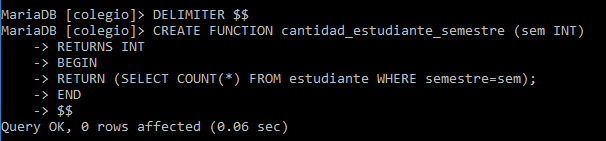 MariaDB [colegio]> DELIMITER $$
MariaDB [colegio]> CREATE FUNCTION cantidad_estudiante_semestre (sem INT)
    -> RETURNS INT
    -> BEGIN
    -> RETURN (SELECT COUNT(*) FROM estudiante WHERE semestre=sem);
    -> END
    -> $$
Query OK, 0 rows affected (0.06 sec)